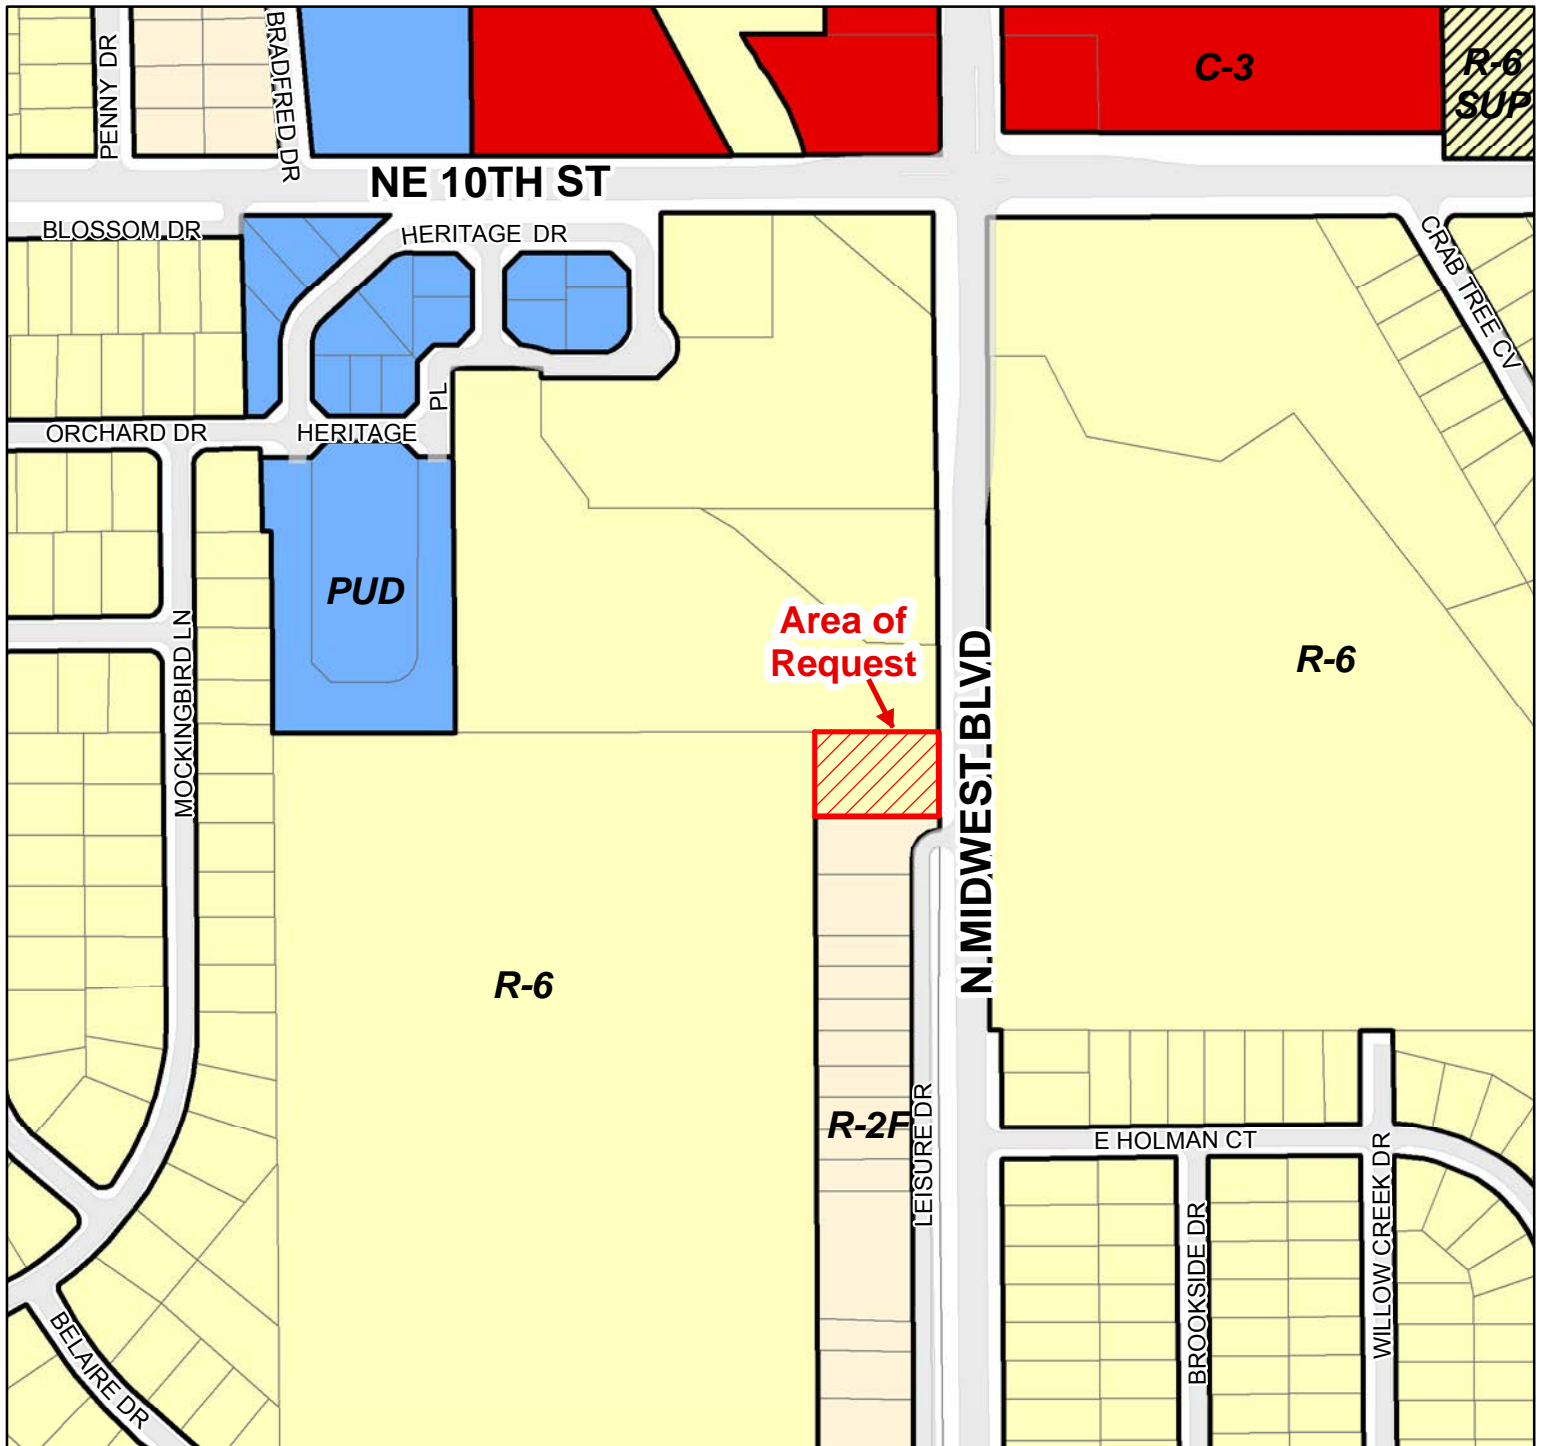 PENNY DR
BRADFRED DR
C-3
R-6
SUP
NE 10TH ST
BLOSSOM DR
HERITAGE DR
CRAB TREE CV
PL
ORCHARD DR
HERITAGE
PUD
Area of
Request
N MIDWEST BLVD
R-6
MOCKINGBIRD LN
R-6
R-2F
LEISURE DR
E HOLMAN CT
BROOKSIDE DR
WILLOW CREEK DR
BELAIRE DR